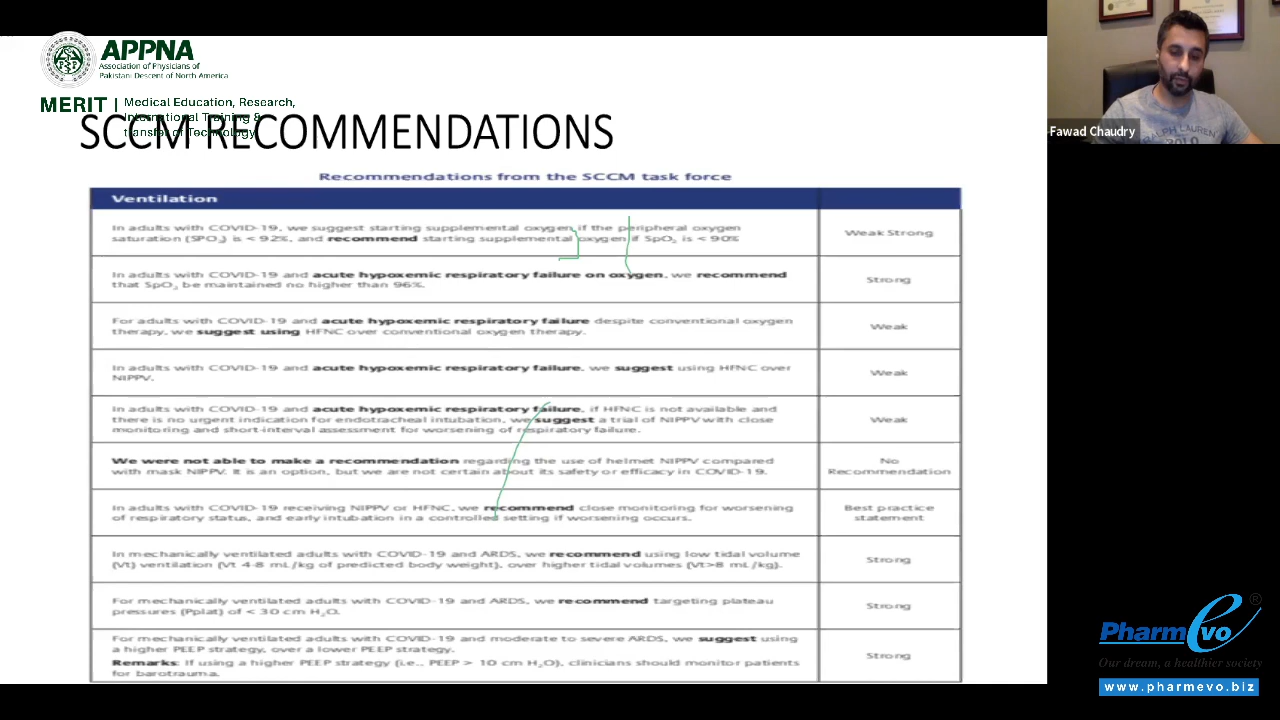 APPNA
Association of Physicians of
Pakistani Descent of North America
MERIT | Medical Education, Research,
International Training &
transfer of Technology
SCCM RECOMMENDATIONS
Fawad Chaudry
RALPH LAUREN
POLO
Recommendations from the SCCM task force
Ventilation
In adults with COVID-19, we suggest starting supplemental oxygen if the peripheral oxygen
saturation (SPO₂) is < 92%, and recommend starting supplemental oxygen if SpO₂ is < 90%
Weak Strong
In adults with COVID-19 and acute hypoxemic respiratory failure on oxygen, we recommend
that SpO₂ be maintained no higher than 96%.
Strong
For adults with COVID-19 and acute hypoxemic respiratory failure despite conventional oxygen
therapy, we suggest using HFNC over conventional oxygen therapy.
Weak
In adults with COVID-19 and acute hypoxemic respiratory failure, we suggest using HFNC over
NIPPV.
Weak
In adults with COVID-19 and acute hypoxemic respiratory failure, if HFNC is not available and
there is no urgent indication for endotracheal intubation, we suggest a trial of NIPPV with close
monitoring and short-interval assessment for worsening of respiratory failure.
Weak
We were not able to make a recommendation regarding the use of helmet NIPPV compared
with mask NIPPV. It is an option, but we are not certain about its safety or efficacy in COVID-19.
No
Recommendation
In adults with COVID-19 receiving NIPPV or HFNC, we recommend close monitoring for worsening
of respiratory status, and early intubation in a controlled setting if worsening occurs.
Best practice
statement
In mechanically ventilated adults with COVID-19 and ARDS, we recommend using low tidal volume
(Vt) ventilation (Vt 4-8 mL/kg of predicted body weight), over higher tidal volumes (Vt>8 mL/kg).
Strong
For mechanically ventilated adults with COVID-19 and ARDS, we recommend targeting plateau
pressures (Pplat) of < 30 cm H₂O.
Strong
For mechanically ventilated adults with COVID-19 and moderate to severe ARDS, we suggest using
a higher PEEP strategy, over a lower PEEP strategy.
Remarks: If using a higher PEEP strategy (i.e., PEEP > 10 cm H₂O), clinicians should monitor patients
for barotrauma.
Strong
PharmEvo®
Our dream, a healthier society
www.pharmevo.biz